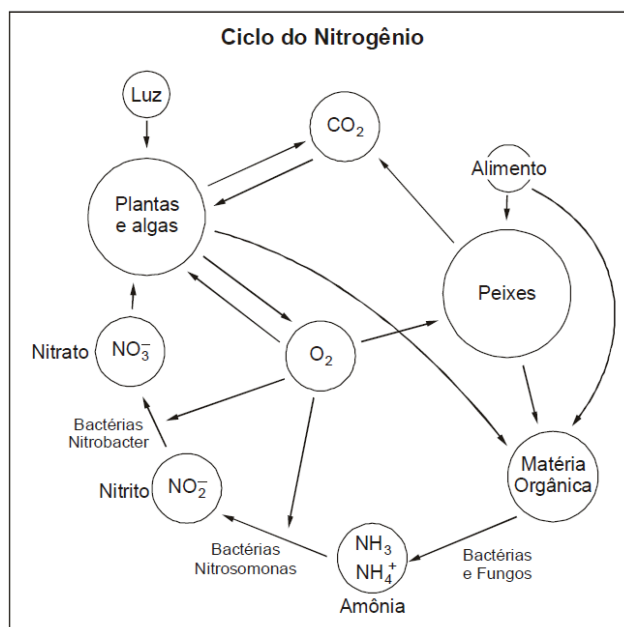 Ciclo do Nitrogênio
Luz
CO₂
Alimento
Plantas
e algas
Peixes
Nitrato
NO₃⁻
O₂
Bactérias
Nitrobacter
Matéria
Orgânica
Nitrito
NO₂⁻
Bactérias
Nitrosomonas
NH₃
NH₄⁺
Amônia
Bactérias
e Fungos